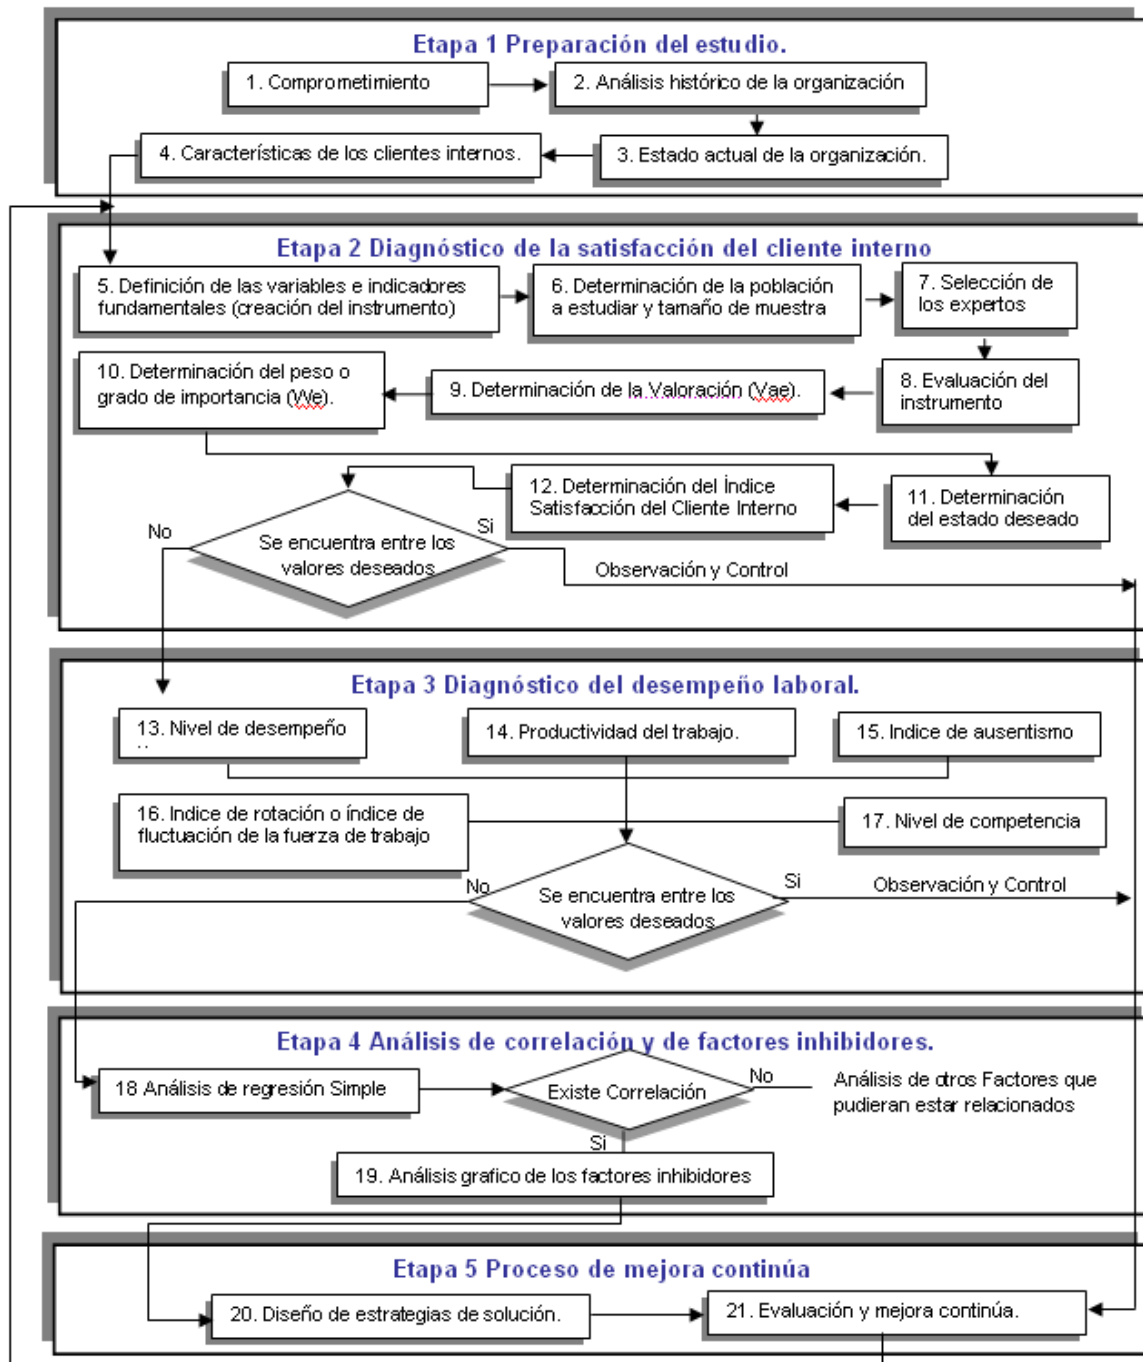 Etapa 1 Preparación del estudio.
1. Comprometimiento
2. Análisis histórico de la organización
4. Características de los clientes internos.
3. Estado actual de la organización.
Etapa 2 Diagnóstico de la satisfacción del cliente interno
5. Definición de las variables e indicadores
fundamentales (creación del instrumento)
6. Determinación de la población
a estudiar y tamaño de muestra
7. Selección de
los expertos
10. Determinación del peso o
grado de importancia (We).
9. Determinación de la Valoración (Vae).
8. Evaluación del
instrumento
12. Determinación del Índice
Satisfacción del Cliente Interno
11. Determinación
del estado deseado
No
Si
Se encuentra entre los
valores deseados
Observación y Control
Etapa 3 Diagnóstico del desempeño laboral.
13. Nivel de desempeño
14. Productividad del trabajo.
15. Indice de ausentismo
16. Indice de rotación o índice de
fluctuación de la fuerza de trabajo
17. Nivel de competencia
No
Si
Se encuentra entre los
valores deseados
Observación y Control
Etapa 4 Análisis de correlación y de factores inhibidores.
18 Análisis de regresión Simple
Existe Correlación
No
Análisis de otros Factores que
pudieran estar relacionados
Si
19. Análisis grafico de los factores inhibidores
Etapa 5 Proceso de mejora continúa
20. Diseño de estrategias de solución.
21. Evaluación y mejora continúa.